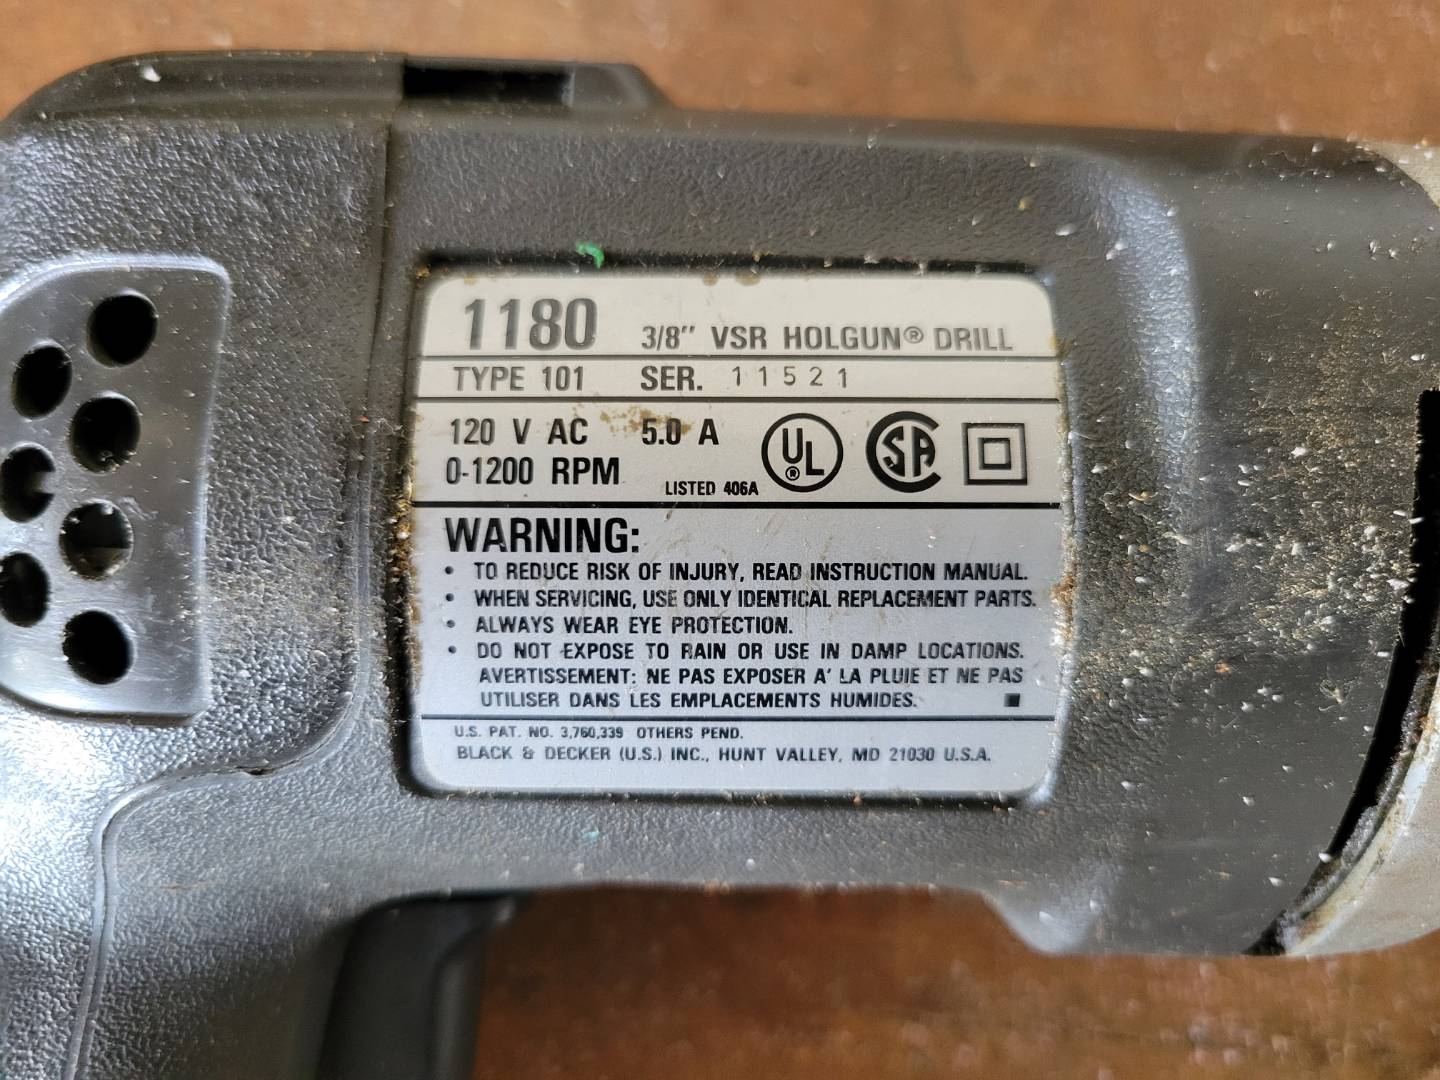 1180 3/8" VSR HOLGUN® DRILL
TYPE 101 SER. 11521
120 V AC 5.0 A
0-1200 RPM LISTED 406A UL® SA
WARNING:
• TO REDUCE RISK OF INJURY, READ INSTRUCTION MANUAL.
• WHEN SERVICING, USE ONLY IDENTICAL REPLACEMENT PARTS.
• ALWAYS WEAR EYE PROTECTION.
• DO NOT EXPOSE TO RAIN OR USE IN DAMP LOCATIONS.
AVERTISSEMENT: NE PAS EXPOSER A' LA PLUIE ET NE PAS
UTILISER DANS LES EMPLACEMENTS HUMIDES.
U.S. PAT. NO. 3,760,339 OTHERS PEND.
BLACK & DECKER (U.S.) INC., HUNT VALLEY, MD 21030 U.S.A.